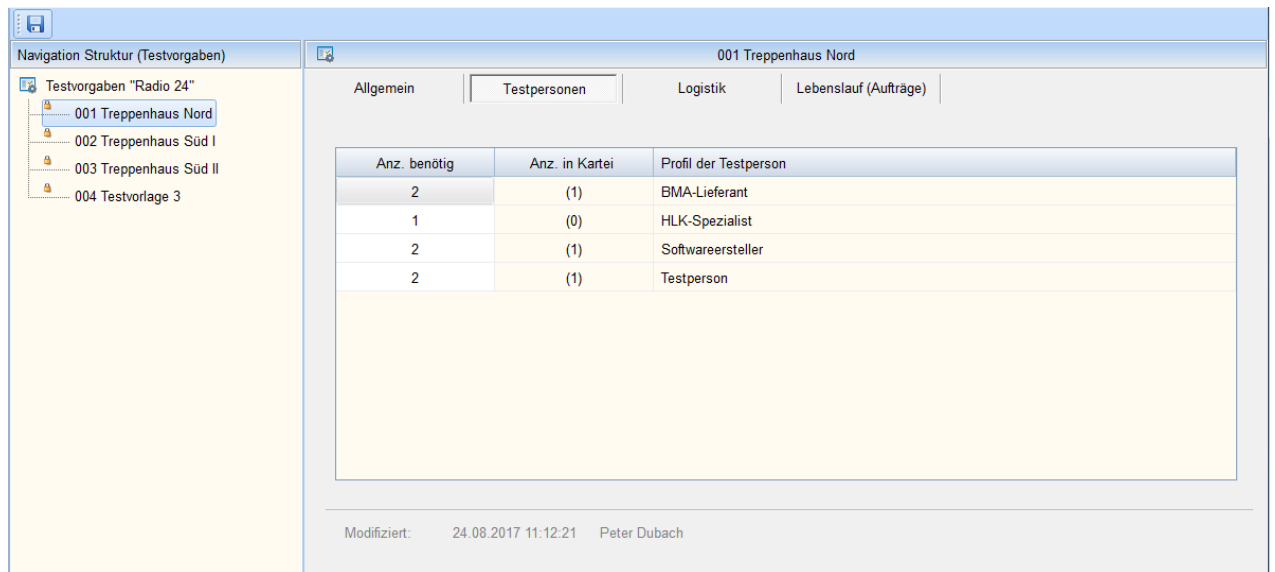 Navigation Struktur (Testvorgaben)
Testvorgaben "Radio 24"
001 Treppenhaus Nord
002 Treppenhaus Süd I
003 Treppenhaus Süd II
004 Testvorlage 3
001 Treppenhaus Nord
Allgemein Testpersonen Logistik Lebenslauf (Aufträge)
Anz. benötig Anz. in Kartei Profil der Testperson
2 (1) BMA-Lieferant
1 (0) HLK-Spezialist
2 (1) Softwareersteller
2 (1) Testperson
Modifiziert: 24.08.2017 11:12:21 Peter Dubach